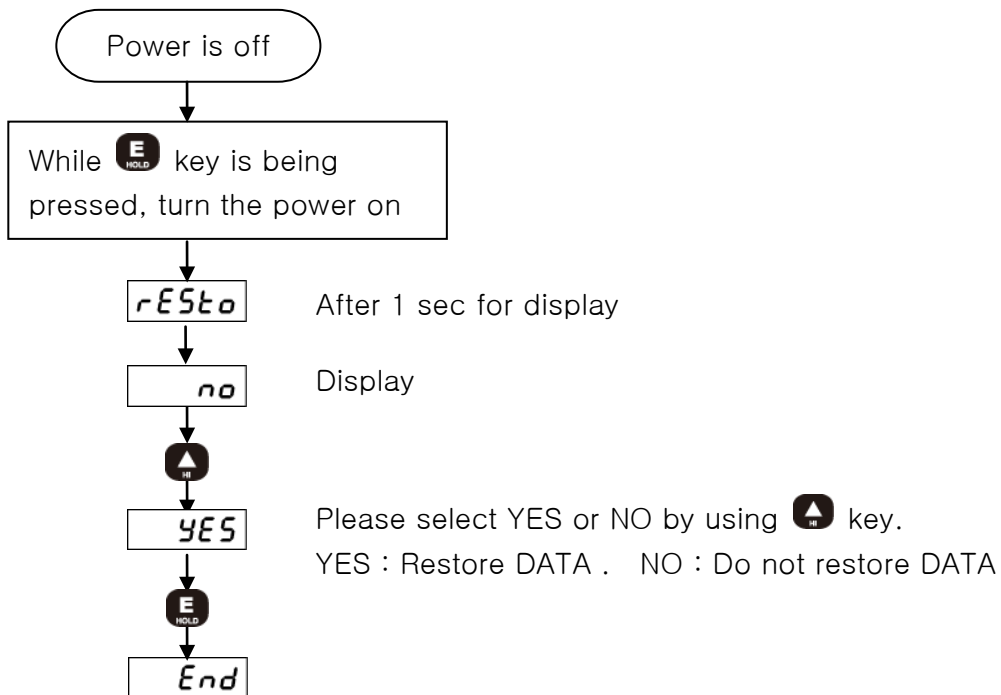 Power is off
While E HOLD key is being
pressed, turn the power on
rESto After 1 sec for display
no Display
HI
YES Please select YES or NO by using HI key.
YES : Restore DATA . NO : Do not restore DATA
E HOLD
End